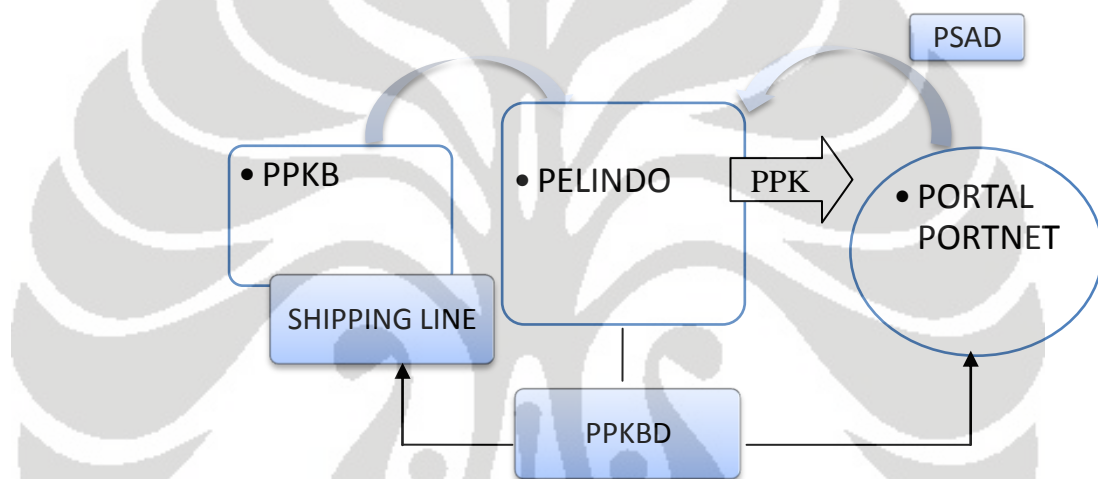 PSAD
• PPKB
• PELINDO
PPK
• PORTAL
PORTNET
SHIPPING LINE
PPKBD